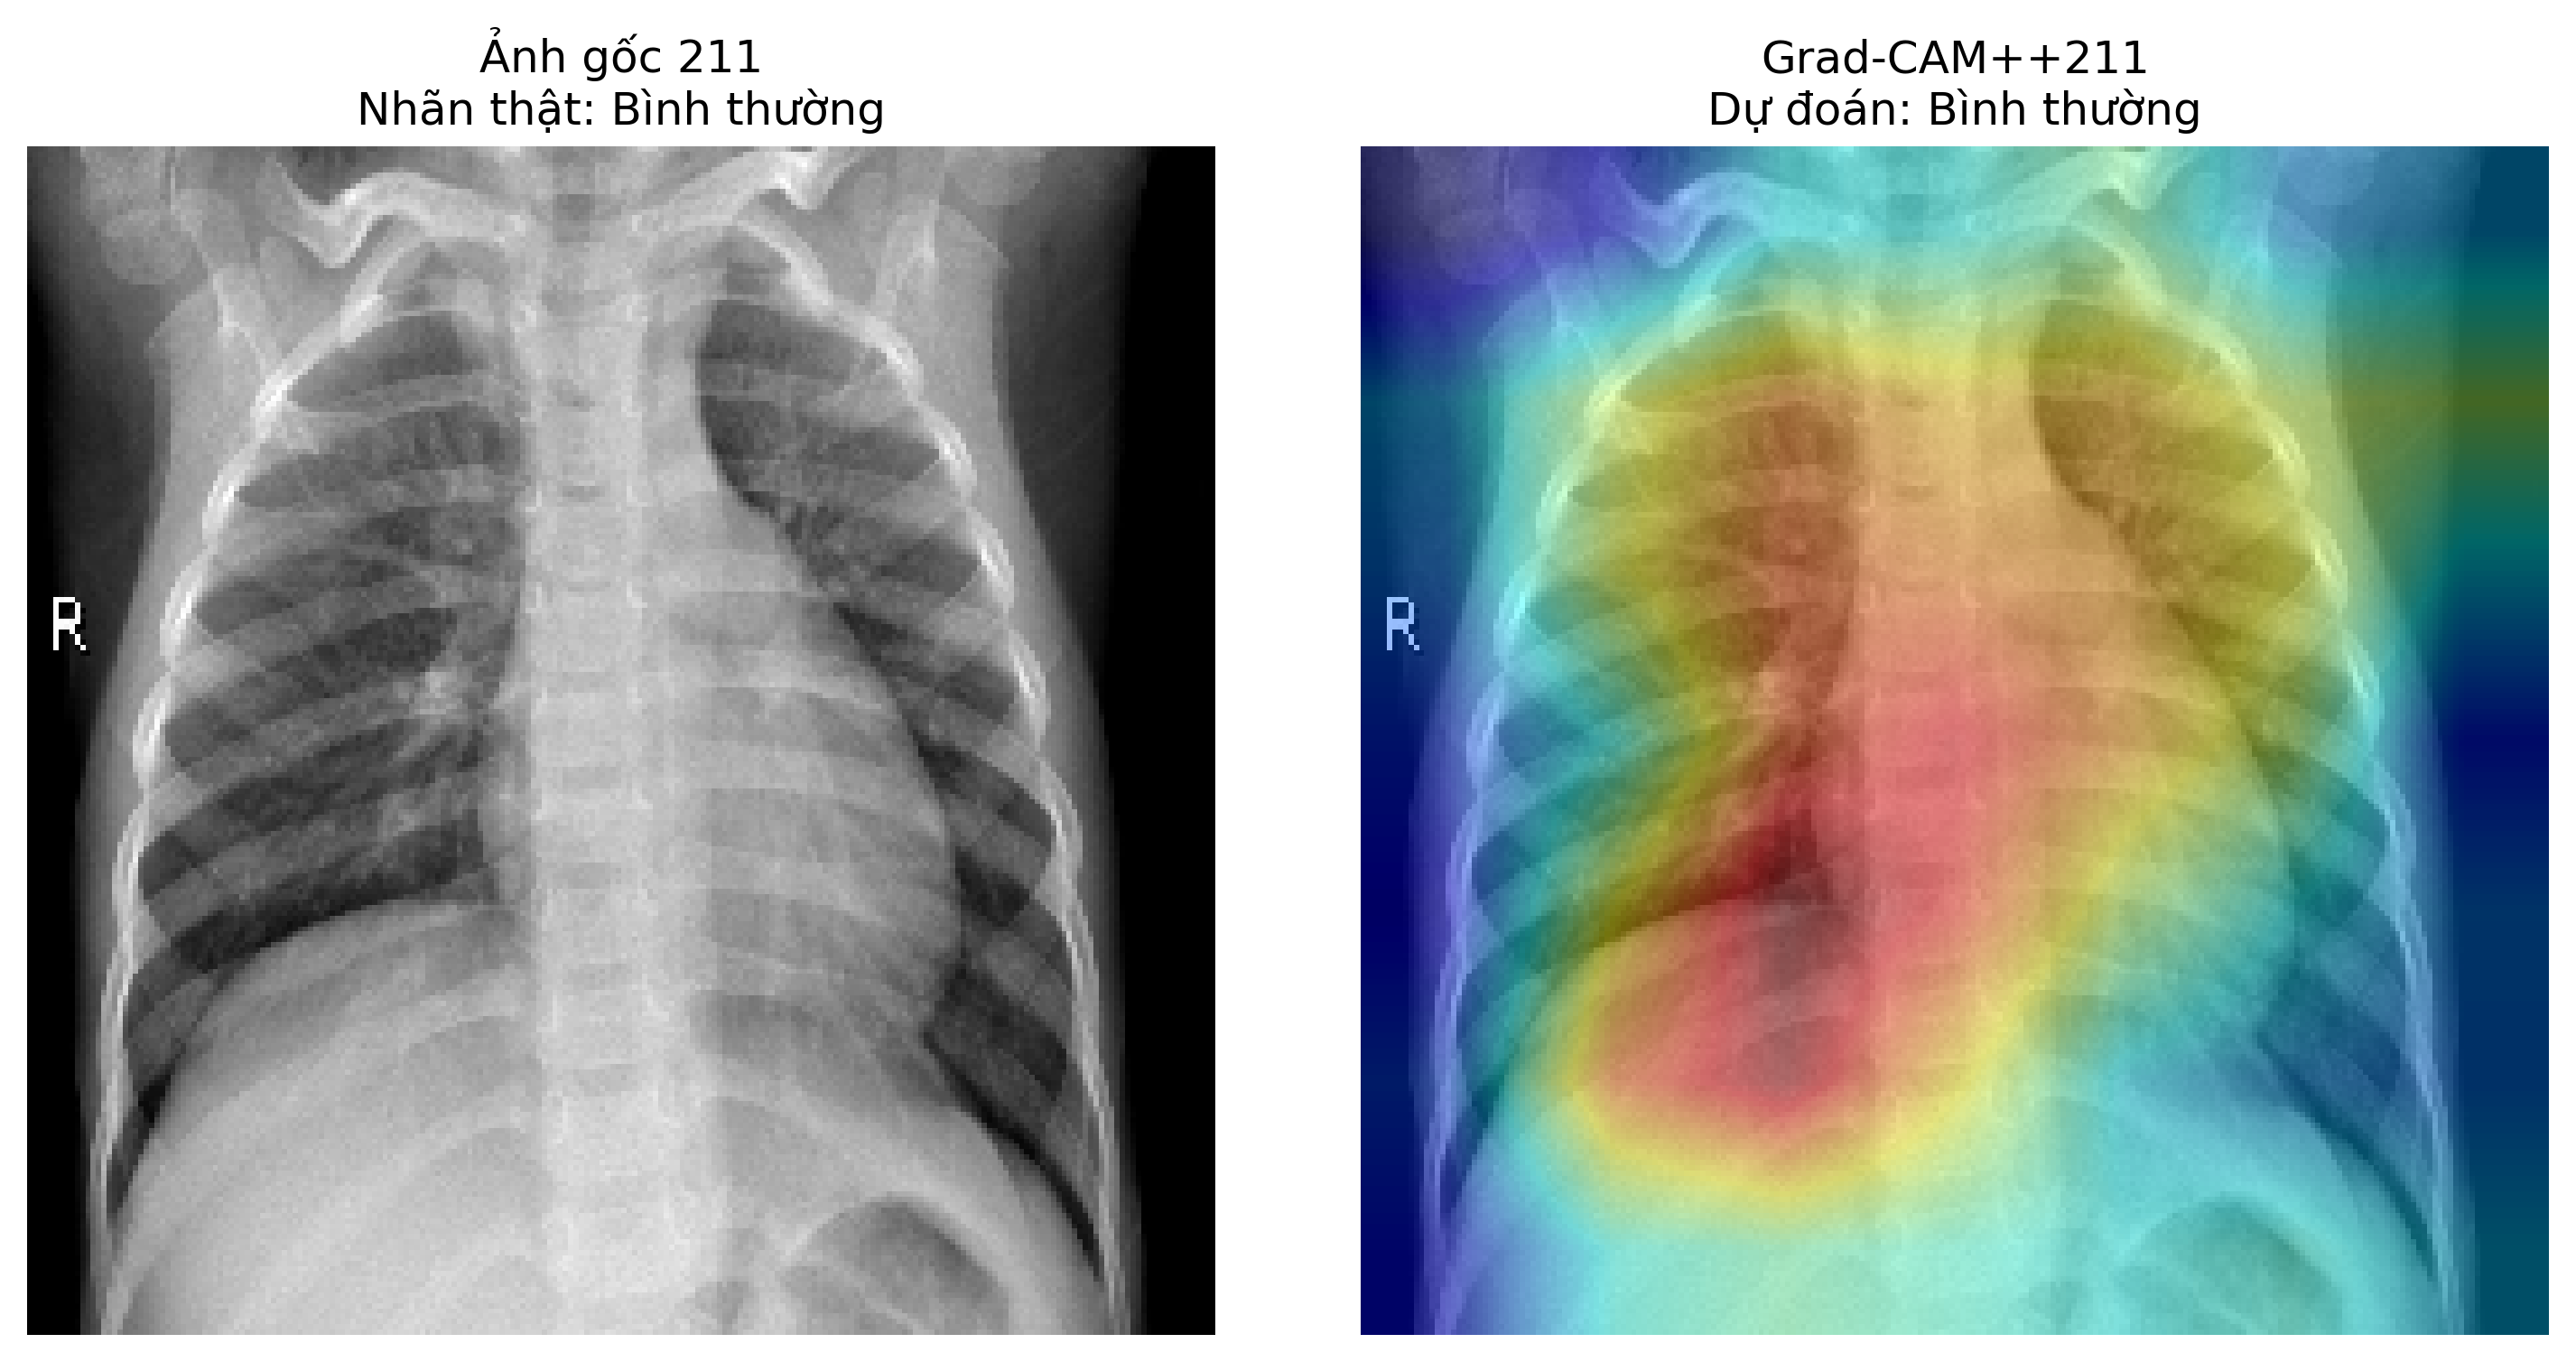 Ảnh gốc 211
Nhãn thật: Bình thường
Grad-CAM++211
Dự đoán: Bình thường
R
R